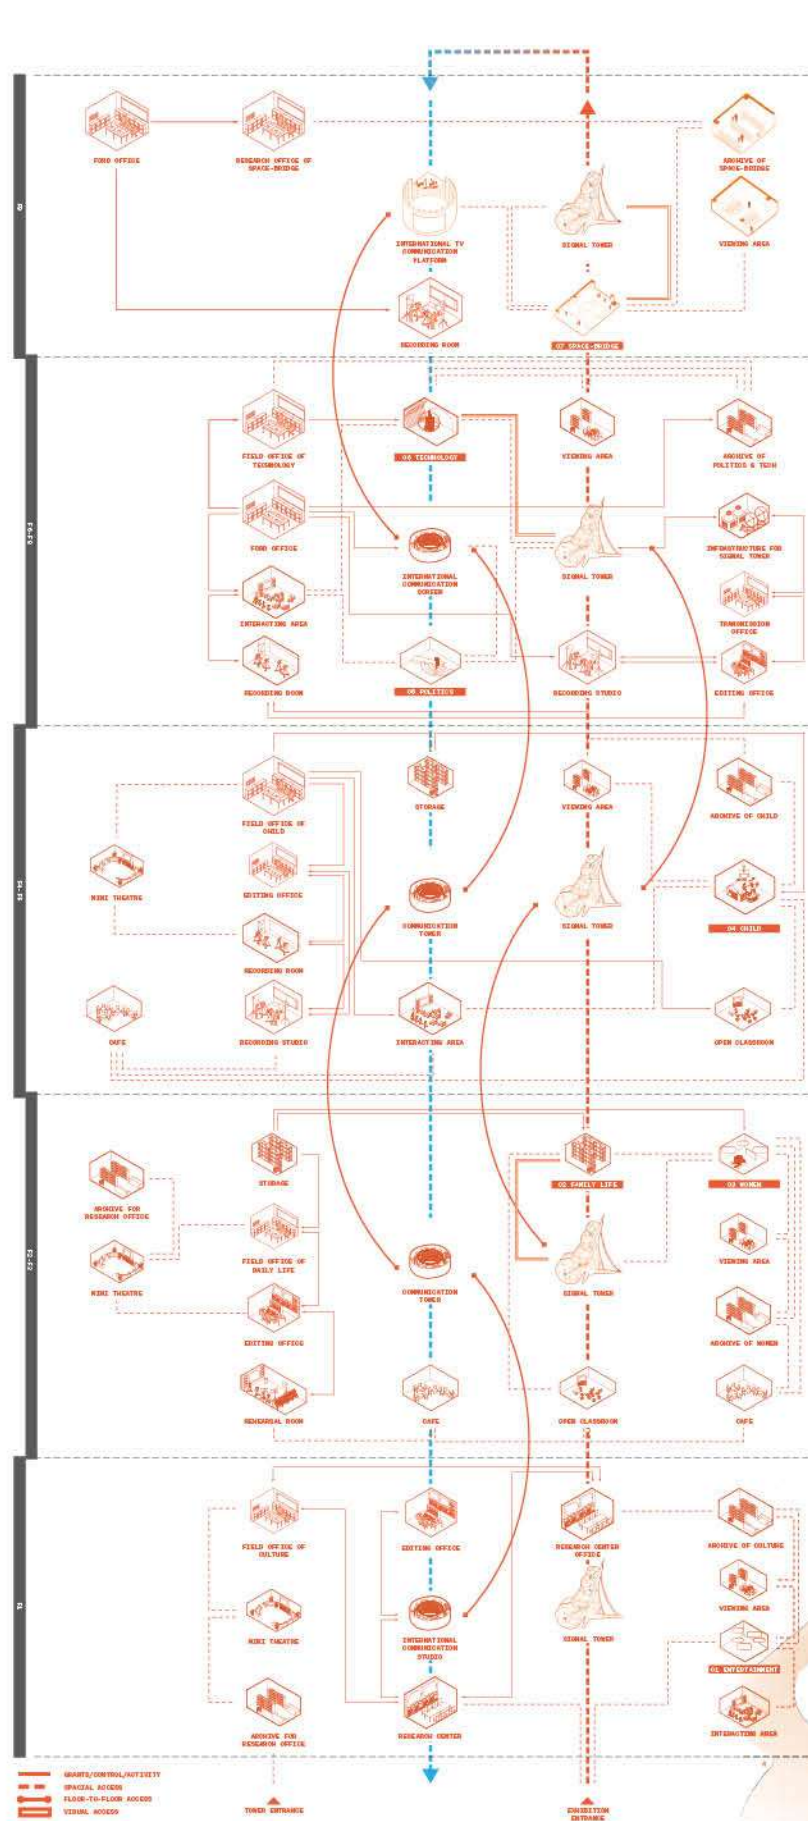 FORD OFFICE
RESEARCH OFFICE OF
SPACE-BRIDGE
ARCHIVE OF
SPACE-BRIDGE
INTERNATIONAL TV
COMMUNICATION
PLATFORM
SIGNAL TOWER
VIEWING AREA
RECORDING ROOM
07 SPACE-BRIDGE
FIELD OFFICE OF
TECHNOLOGY
06 TECHNOLOGY
VIEWING AREA
ARCHIVE OF
POLITICS & TECH
FORD OFFICE
INTERNATIONAL
COMMUNICATION
SCREEN
SIGNAL TOWER
INFRASTRUCTURE FOR
SIGNAL TOWER
INTERACTING AREA
TRANSMISSION
OFFICE
RECORDING ROOM
05 POLITICS
RECORDING STUDIO
EDITING OFFICE
FIELD OFFICE OF
CHILD
STORAGE
VIEWING AREA
ARCHIVE OF CHILD
MINI THEATRE
EDITING OFFICE
COMMUNICATION
TOWER
SIGNAL TOWER
04 CHILD
RECORDING ROOM
CAFE
RECORDING STUDIO
INTERACTING AREA
OPEN CLASSROOM
ARCHIVE FOR
RESEARCH OFFICE
STORAGE
02 FAMILY LIFE
03 WOMEN
MINI THEATRE
FIELD OFFICE OF
DAILY LIFE
COMMUNICATION
TOWER
SIGNAL TOWER
VIEWING AREA
EDITING OFFICE
ARCHIVE OF WOMEN
REHEARSAL ROOM
CAFE
OPEN CLASSROOM
CAFE
FIELD OFFICE OF
CULTURE
EDITING OFFICE
RESEARCH CENTER
OFFICE
ARCHIVE OF CULTURE
VIEWING AREA
MINI THEATRE
INTERNATIONAL
COMMUNICATION
STUDIO
SIGNAL TOWER
01 ENTERTAINMENT
ARCHIVE FOR
RESEARCH OFFICE
RESEARCH CENTER
INTERACTING AREA
GRANTS/CONTROL/ACTIVITY
SPACIAL ACCESS
FLOOR-TO-FLOOR ACCESS
VISUAL ACCESS
TOWER ENTRANCE
EXHIBITION
ENTRANCE